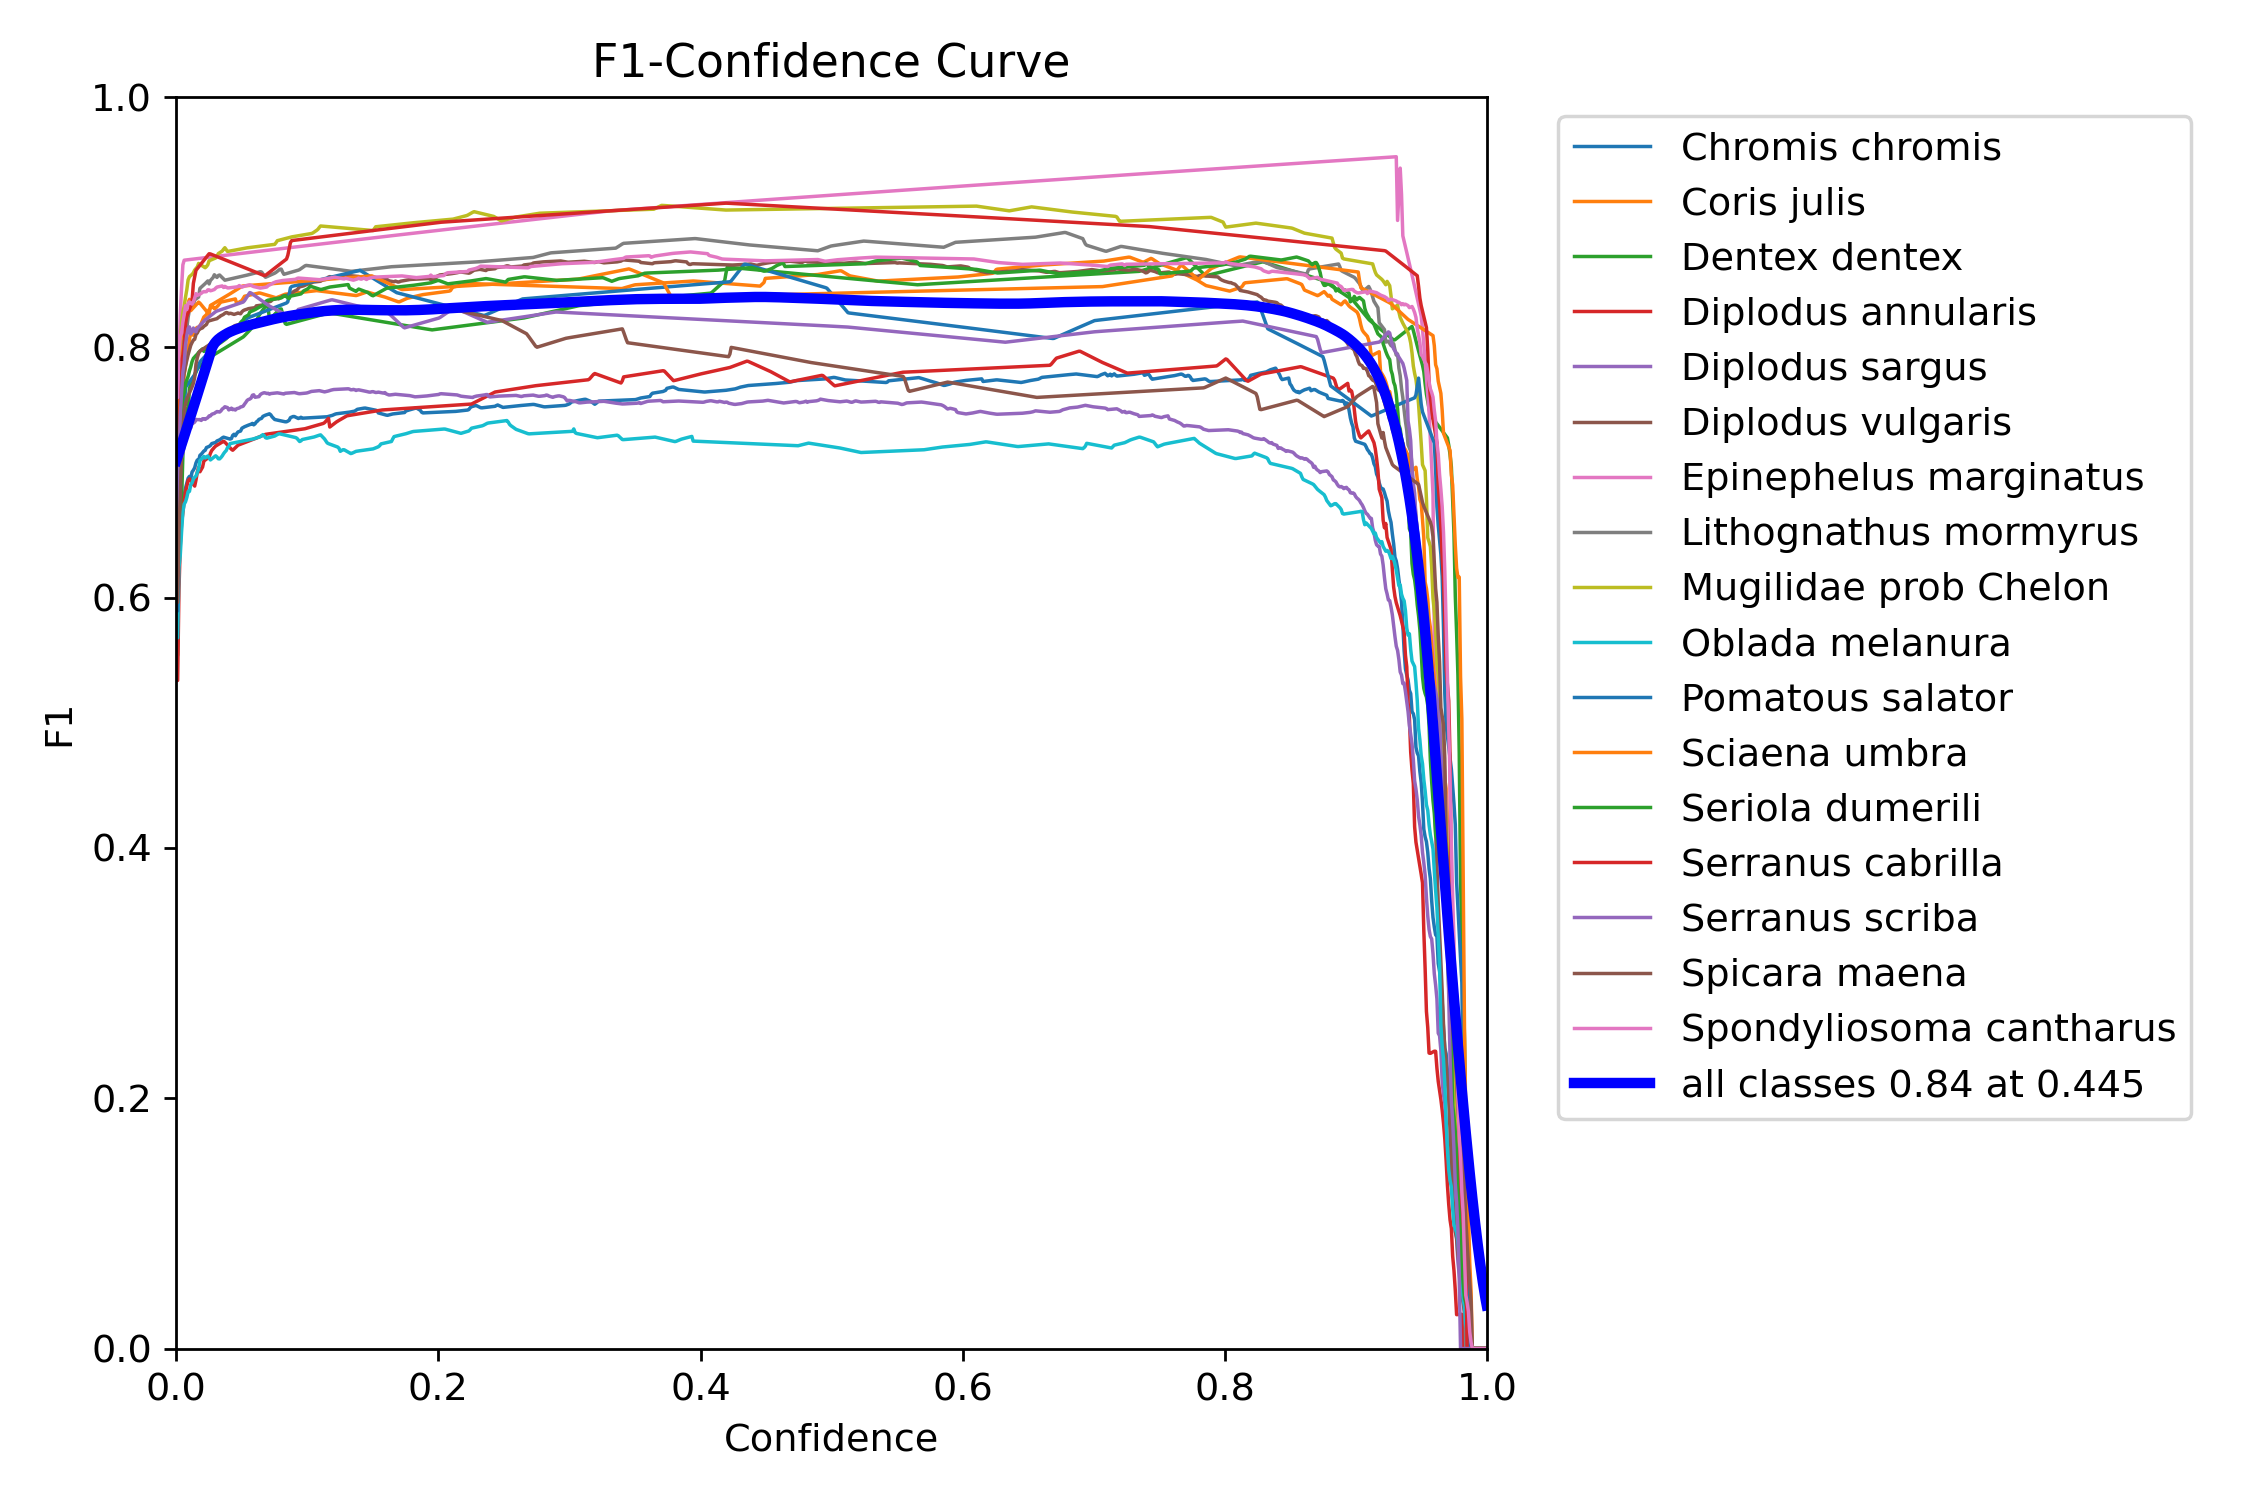 F1-Confidence Curve
1.0
0.8
0.6
0.4
0.2
0.0
F1
0.0 0.2 0.4 0.6 0.8 1.0
Confidence
Chromis chromis
Coris julis
Dentex dentex
Diplodus annularis
Diplodus sargus
Diplodus vulgaris
Epinephelus marginatus
Lithognathus mormyrus
Mugilidae prob Chelon
Oblada melanura
Pomatous salator
Sciaena umbra
Seriola dumerili
Serranus cabrilla
Serranus scriba
Spicara maena
Spondyliosoma cantharus
all classes 0.84 at 0.445